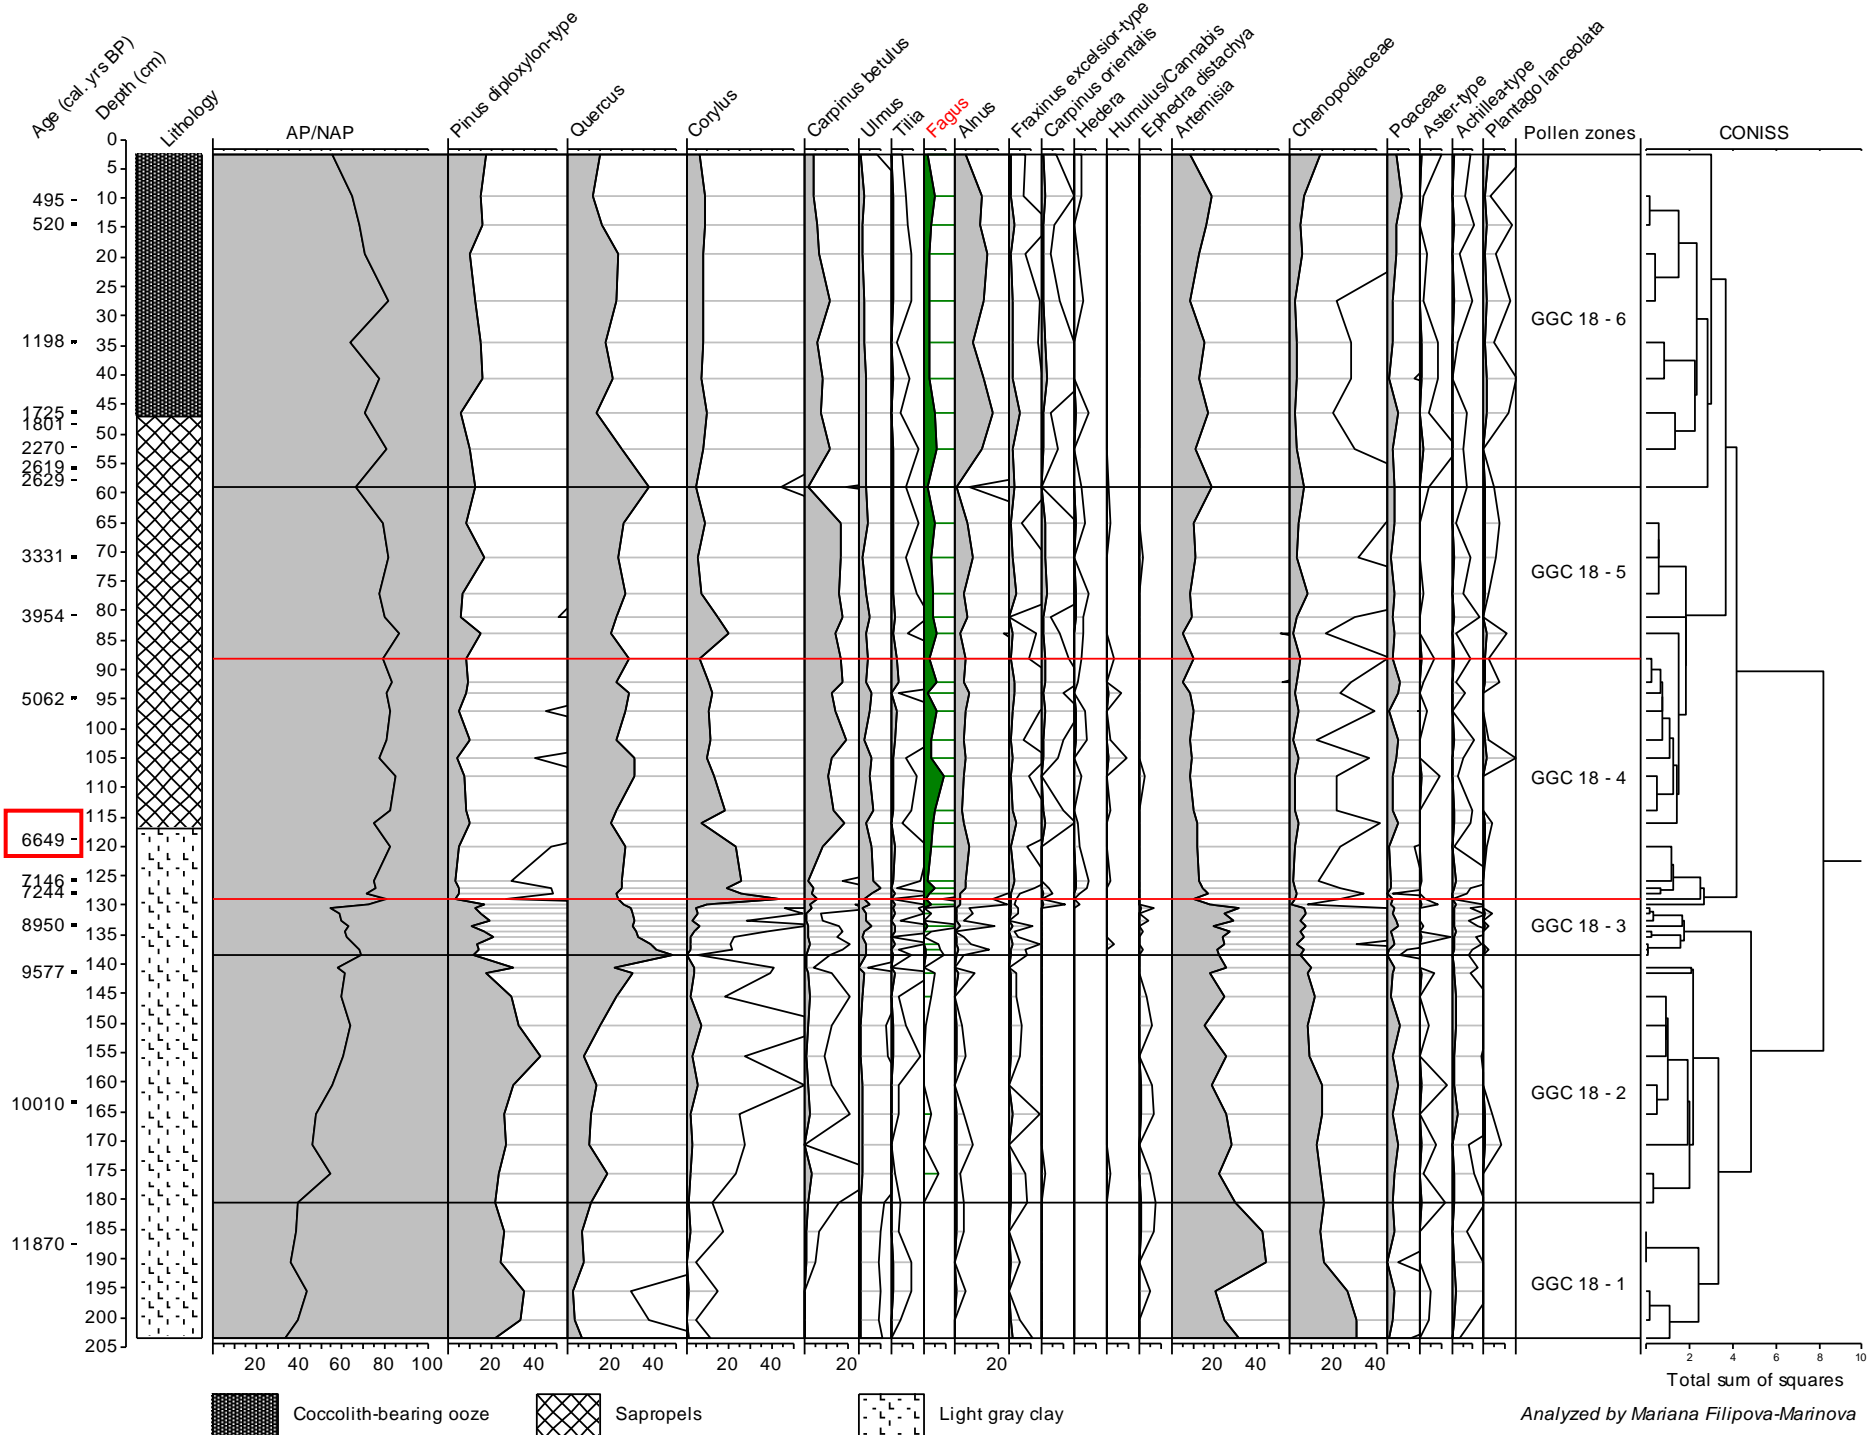 Age (cal. yrs BP)
Depth (cm)
Lithology
AP/NAP
Pinus diploxylon-type
Quercus
Corylus
Carpinus betulus
Ulmus
Tilia
Fagus
Alnus
Fraxinus excelsior-type
Carpinus orientalis
Hedera
Humulus/Cannabis
Ephedra distachya
Artemisia
Chenopodiaceae
Poaceae
Aster-type
Achillea-type
Plantago lanceolata
Pollen zones
CONISS
0
5
10
15
20
25
30
35
40
45
50
55
60
65
70
75
80
85
90
95
100
105
110
115
120
125
130
135
140
145
150
155
160
165
170
175
180
185
190
195
200
205
495
520
1198
1725
1801
2270
2619
2629
3331
3954
5062
6649
7146
7244
8950
9577
10010
11870
GGC 18 - 6
GGC 18 - 5
GGC 18 - 4
GGC 18 - 3
GGC 18 - 2
GGC 18 - 1
20 40 60 80 100
20 40
20 40
20 40
20
20
20 40
20 40
2 4 6 8 10
Total sum of squares
Coccolith-bearing ooze
Sapropels
Light gray clay
Analyzed by Mariana Filipova-Marinova